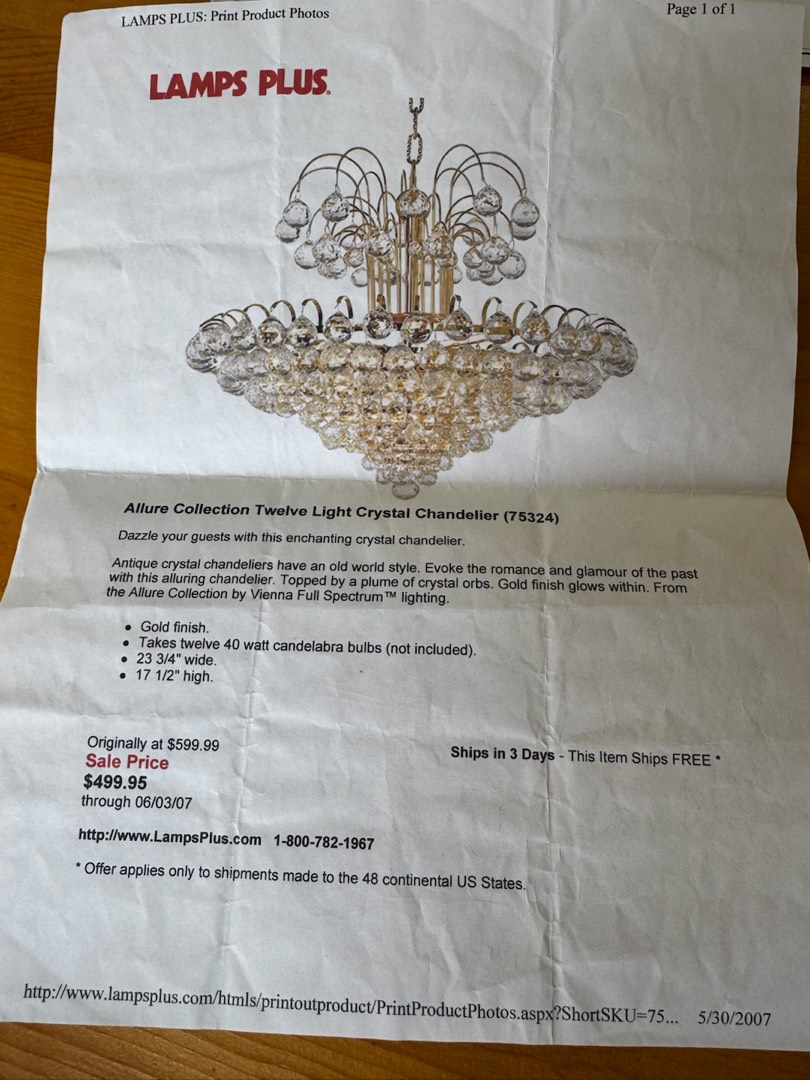 LAMPS PLUS: Print Product Photos
Page 1 of 1
LAMPS PLUS.
Allure Collection Twelve Light Crystal Chandelier (75324)
Dazzle your guests with this enchanting crystal chandelier.
Antique crystal chandeliers have an old world style. Evoke the romance and glamour of the past
with this alluring chandelier. Topped by a plume of crystal orbs. Gold finish glows within. From
the Allure Collection by Vienna Full Spectrum™ lighting.
• Gold finish.
• Takes twelve 40 watt candelabra bulbs (not included).
• 23 3/4" wide.
• 17 1/2" high.
Originally at $599.99
Sale Price
$499.95
through 06/03/07
Ships in 3 Days - This Item Ships FREE *
http://www.LampsPlus.com 1-800-782-1967
* Offer applies only to shipments made to the 48 continental US States.
http://www.lampsplus.com/htmls/printoutproduct/PrintProductPhotos.aspx?ShortSKU=75... 5/30/2007